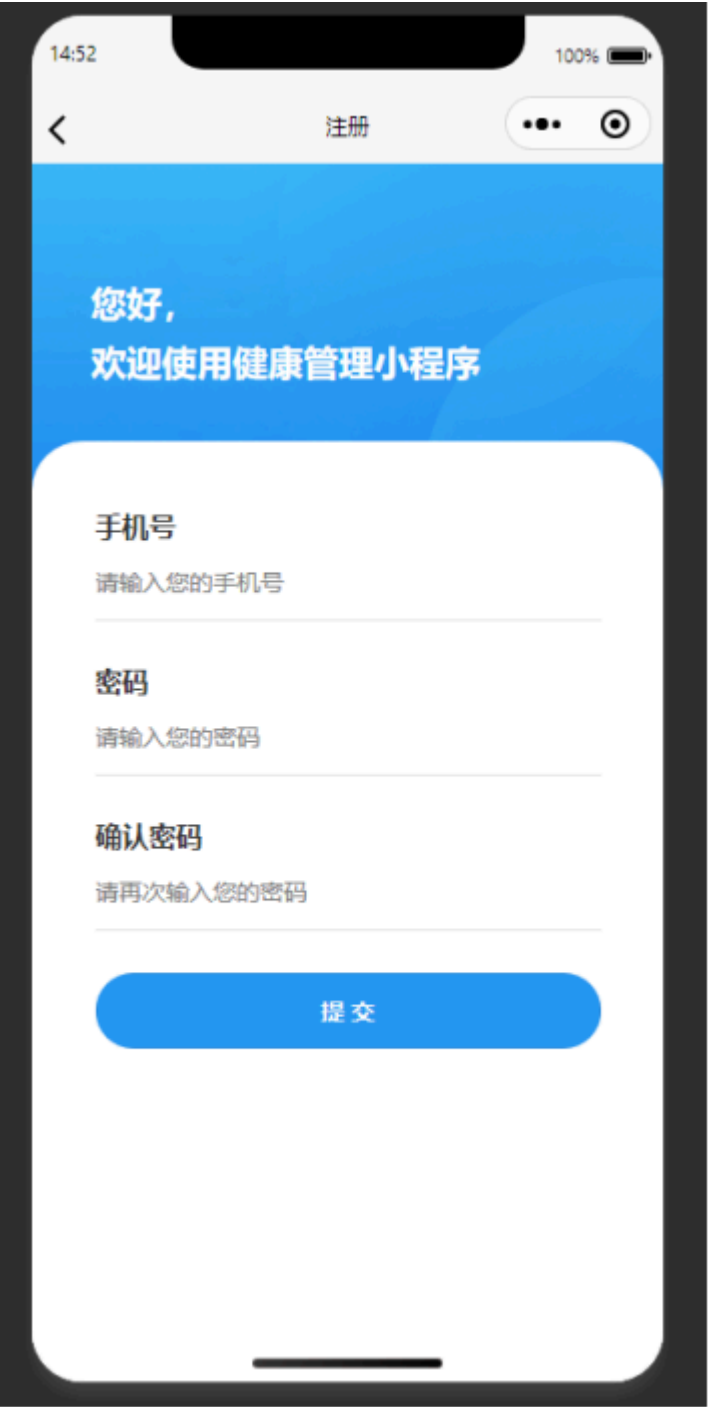 14:52
100%
注册
您好，
欢迎使用健康管理小程序
手机号
请输入您的手机号
密码
请输入您的密码
确认密码
请再次输入您的密码
提交